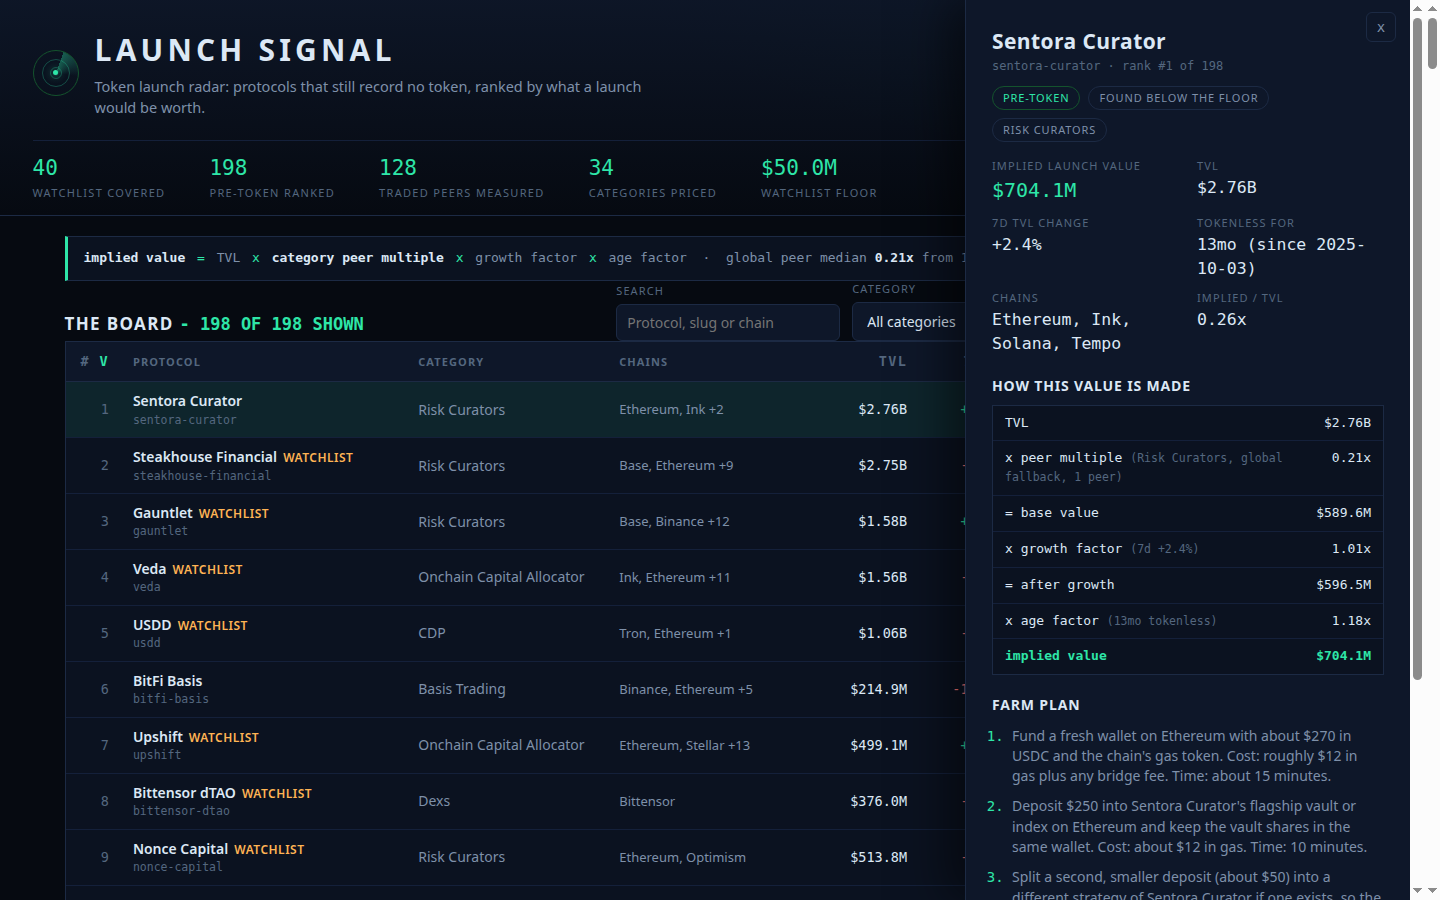 LAUNCH SIGNAL
Token launch radar: protocols that still record no token, ranked by what a launch
would be worth.
40
WATCHLIST COVERED
198
PRE-TOKEN RANKED
128
TRADED PEERS MEASURED
34
CATEGORIES PRICED
$50.0M
WATCHLIST FLOOR
implied value = TVL x category peer multiple x growth factor x age factor · global peer median 0.21x from
SEARCH
CATEGORY
THE BOARD - 198 OF 198 SHOWN
Protocol, slug or chain
All categories
# V PROTOCOL CATEGORY CHAINS TVL
1 Sentora Curator Risk Curators Ethereum, Ink +2 $2.76B
sentora-curator
2 Steakhouse Financial WATCHLIST Risk Curators Base, Ethereum +9 $2.75B
steakhouse-financial
3 Gauntlet WATCHLIST Risk Curators Base, Binance +12 $1.58B
gauntlet
4 Veda WATCHLIST Onchain Capital Allocator Ink, Ethereum +11 $1.56B
veda
5 USDD WATCHLIST CDP Tron, Ethereum +1 $1.06B
usdd
6 BitFi Basis Basis Trading Binance, Ethereum +5 $214.9M
bitfi-basis
7 Upshift WATCHLIST Onchain Capital Allocator Ethereum, Stellar +13 $499.1M
upshift
8 Bittensor dTAO WATCHLIST Dexs Bittensor $376.0M
bittensor-dtao
9 Nonce Capital WATCHLIST Risk Curators Ethereum, Optimism $513.8M
nonce-capital
x
Sentora Curator
sentora-curator · rank #1 of 198
PRE-TOKEN
FOUND BELOW THE FLOOR
RISK CURATORS
IMPLIED LAUNCH VALUE
$704.1M
TVL
$2.76B
7D TVL CHANGE
+2.4%
TOKENLESS FOR
13mo (since 2025-
10-03)
CHAINS
Ethereum, Ink,
Solana, Tempo
IMPLIED / TVL
0.26x
HOW THIS VALUE IS MADE
TVL $2.76B
x peer multiple (Risk Curators, global 0.21x
fallback, 1 peer)
= base value $589.6M
x growth factor (7d +2.4%) 1.01x
= after growth $596.5M
x age factor (13mo tokenless) 1.18x
implied value $704.1M
FARM PLAN
1. Fund a fresh wallet on Ethereum with about $270 in
USDC and the chain's gas token. Cost: roughly $12 in
gas plus any bridge fee. Time: about 15 minutes.
2. Deposit $250 into Sentora Curator's flagship vault or
index on Ethereum and keep the vault shares in the
same wallet. Cost: about $12 in gas. Time: 10 minutes.
3. Split a second, smaller deposit (about $50) into a
different strategy of Sentora Curator if one exists, so the